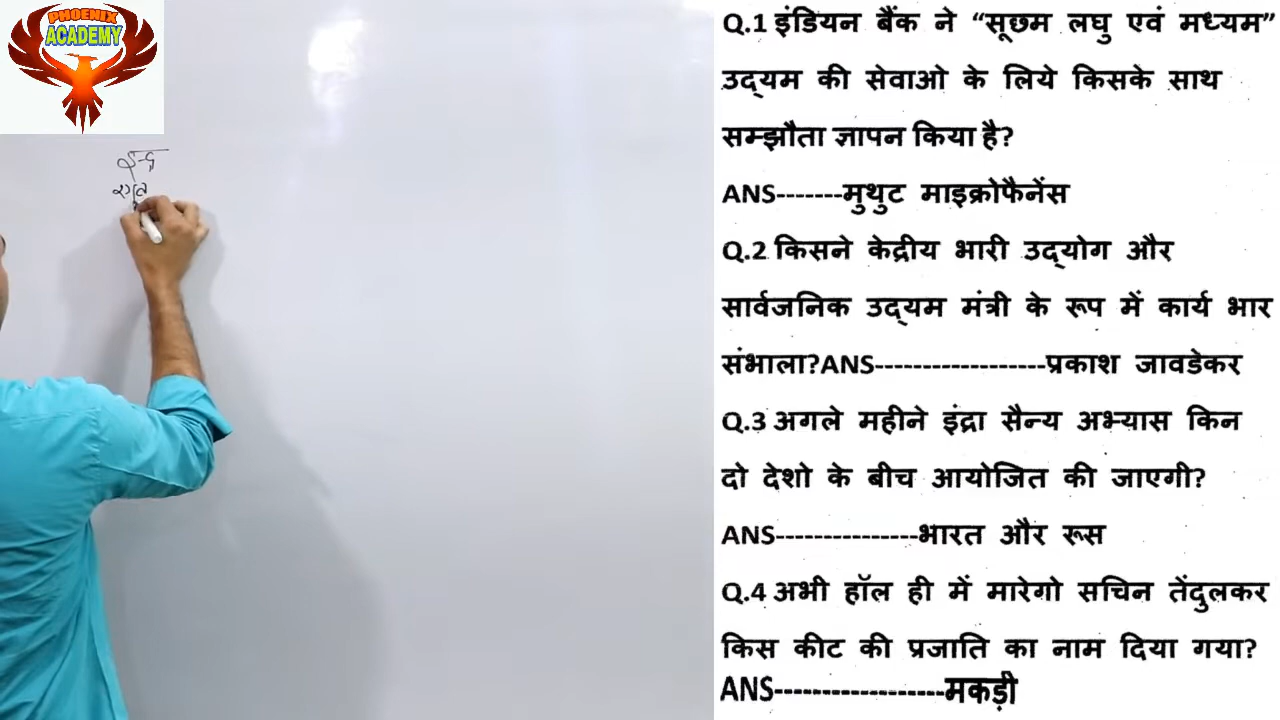 PHOENIX
ACADEMY
Q.1 इंडियन बैंक ने “सूछम लघु एवं मध्यम”
उद्यम की सेवाओ के लिये किसके साथ
सम्झौता ज्ञापन किया है?
ANS-------मुथुट माइक्रोफैनेंस
Q.2 किसने केद्रीय भारी उद्योग और
सार्वजनिक उद्यम मंत्री के रूप में कार्य भार
संभाला?ANS------------------प्रकाश जावडेकर
Q.3 अगले महीने इंद्रा सैन्य अभ्यास किन
दो देशो के बीच आयोजित की जाएगी?
ANS---------------भारत और रूस
Q.4 अभी हॉल ही में मारेगो सचिन तेंदुलकर
किस कीट की प्रजाति का नाम दिया गया?
ANS------------------मकड़ी